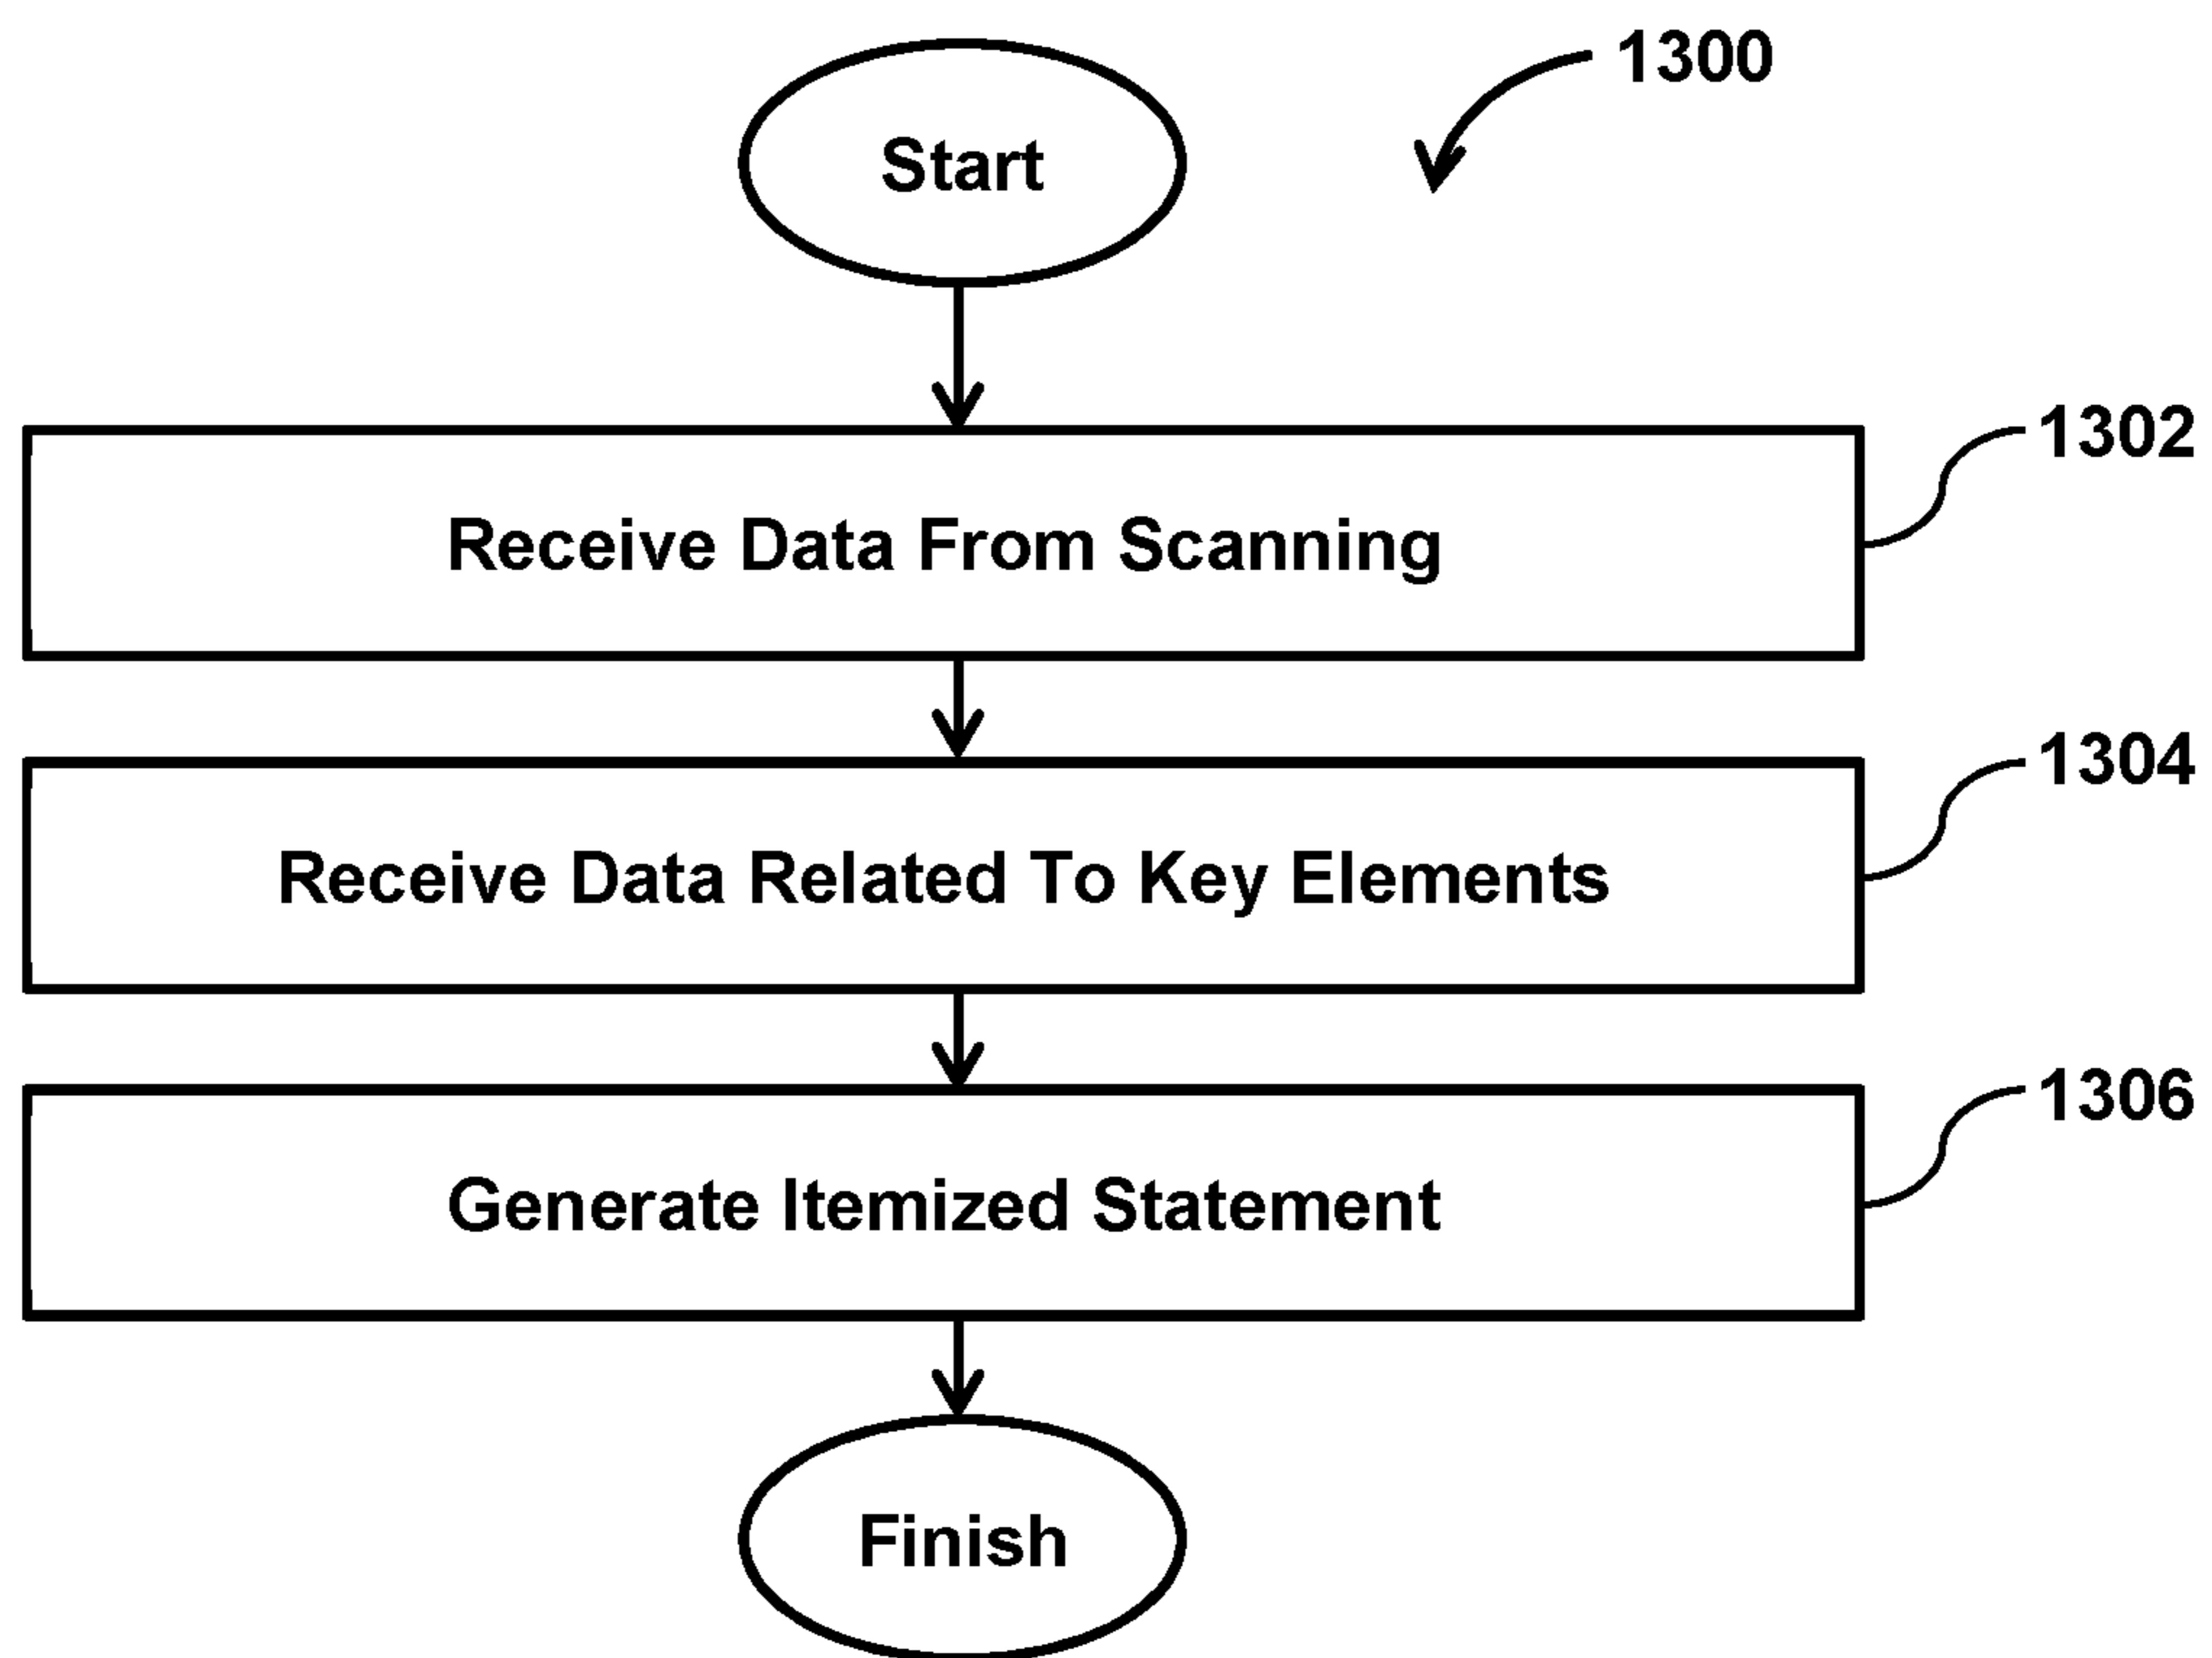 1300
Start
1302
Receive Data From Scanning
1304
Receive Data Related To Key Elements
1306
Generate Itemized Statement
Finish